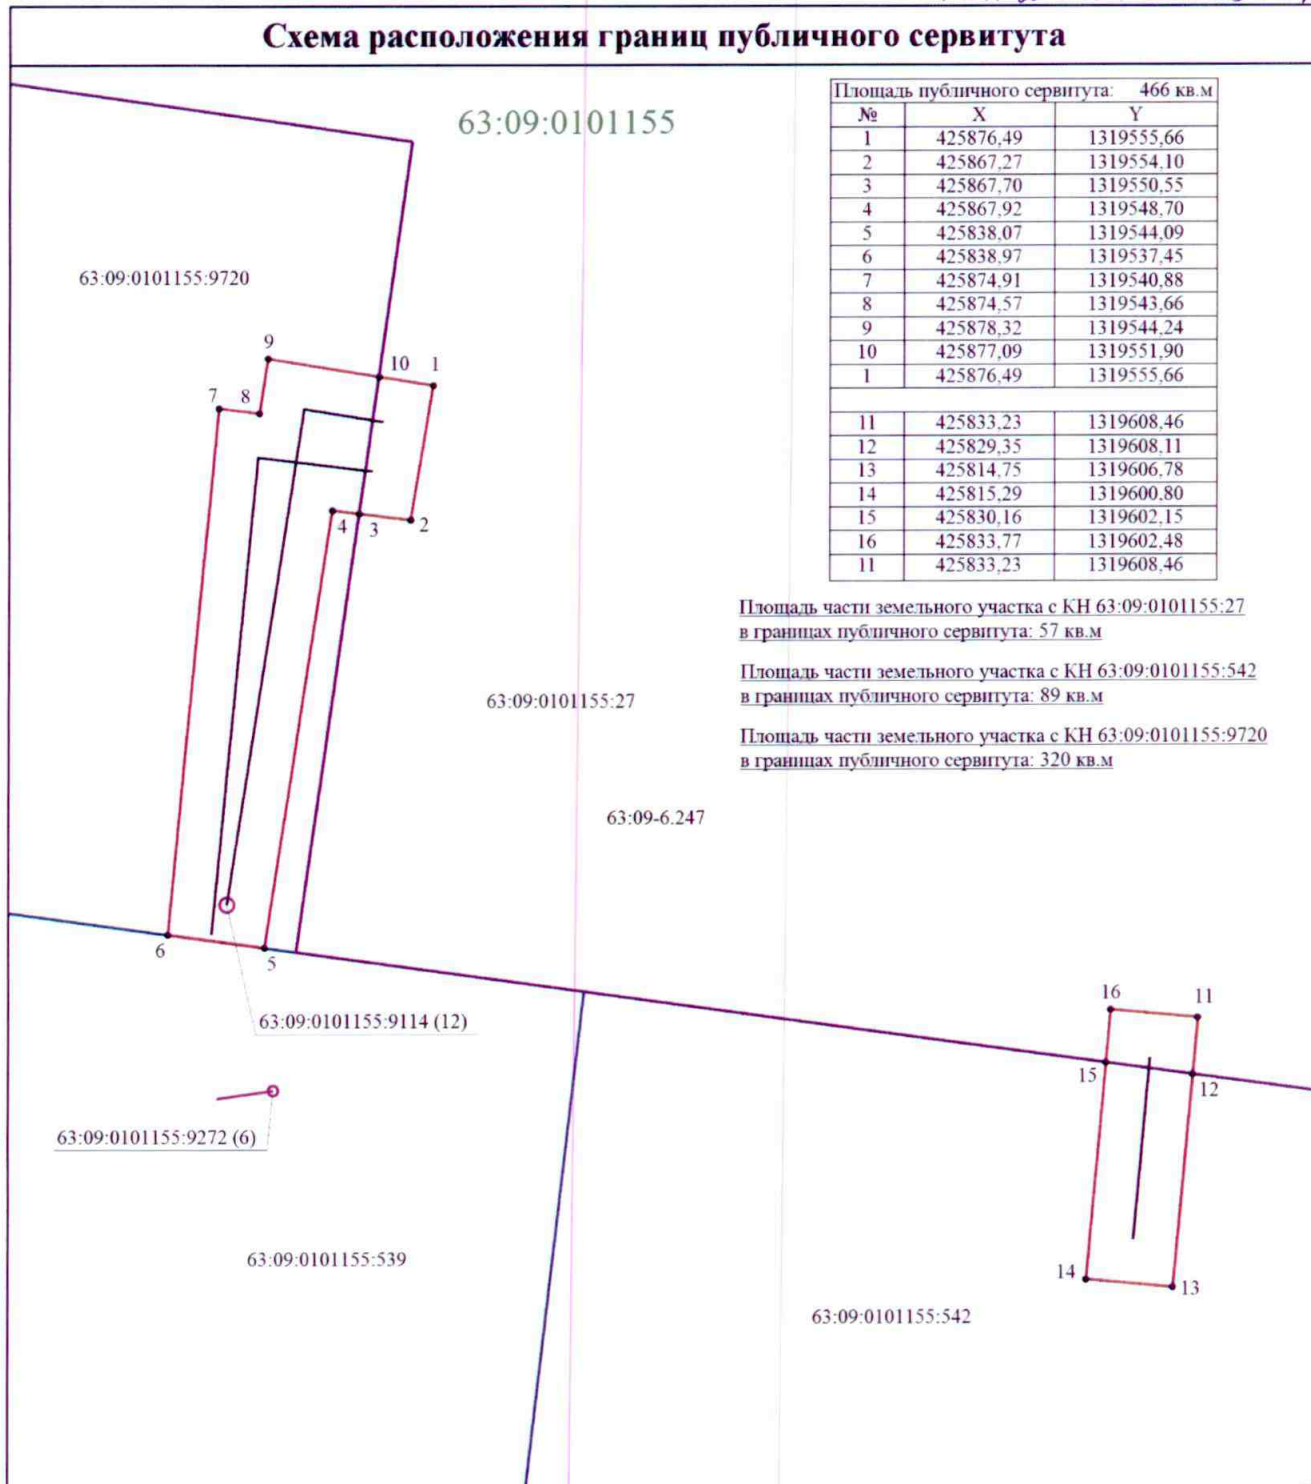 Схема расположения границ публичного сервитута
63:09:0101155
Площадь публичного сервитута: 466 кв.м
№ X Y
1 425876,49 1319555,66
2 425867,27 1319554,10
3 425867,70 1319550,55
4 425867,92 1319548,70
5 425838,07 1319544,09
6 425838,97 1319537,45
7 425874,91 1319540,88
8 425874,57 1319543,66
9 425878,32 1319544,24
10 425877,09 1319551,90
1 425876,49 1319555,66
11 425833,23 1319608,46
12 425829,35 1319608,11
13 425814,75 1319606,78
14 425815,29 1319600,80
15 425830,16 1319602,15
16 425833,77 1319602,48
11 425833,23 1319608,46
Площадь части земельного участка с КН 63:09:0101155:27
в границах публичного сервитута: 57 кв.м
Площадь части земельного участка с КН 63:09:0101155:542
в границах публичного сервитута: 89 кв.м
Площадь части земельного участка с КН 63:09:0101155:9720
в границах публичного сервитута: 320 кв.м
63:09:0101155:9720
9
10
1
7
8
4
3
2
63:09:0101155:27
63:09-6.247
6
5
63:09:0101155:9114 (12)
16
11
15
12
63:09:0101155:9272 (6)
63:09:0101155:539
14
13
63:09:0101155:542